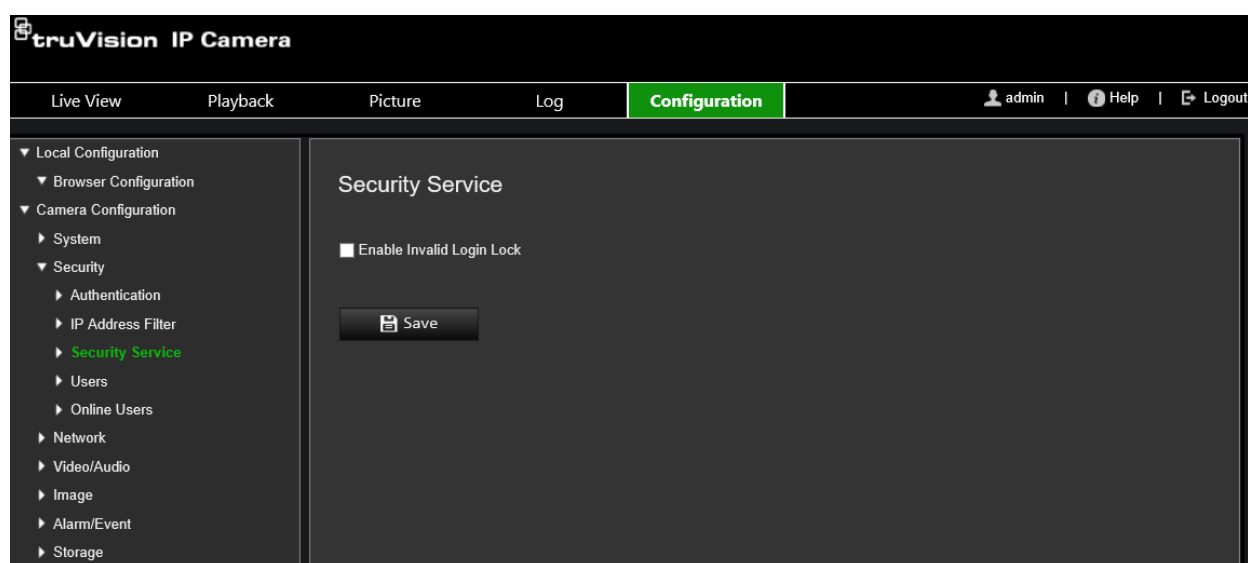 truVision IP Camera
Live View Playback Picture Log Configuration admin | Help | Logout
Local Configuration
Browser Configuration
Camera Configuration
System
Security
Authentication
IP Address Filter
Security Service
Users
Online Users
Network
Video/Audio
Image
Alarm/Event
Storage
Security Service
Enable Invalid Login Lock
Save